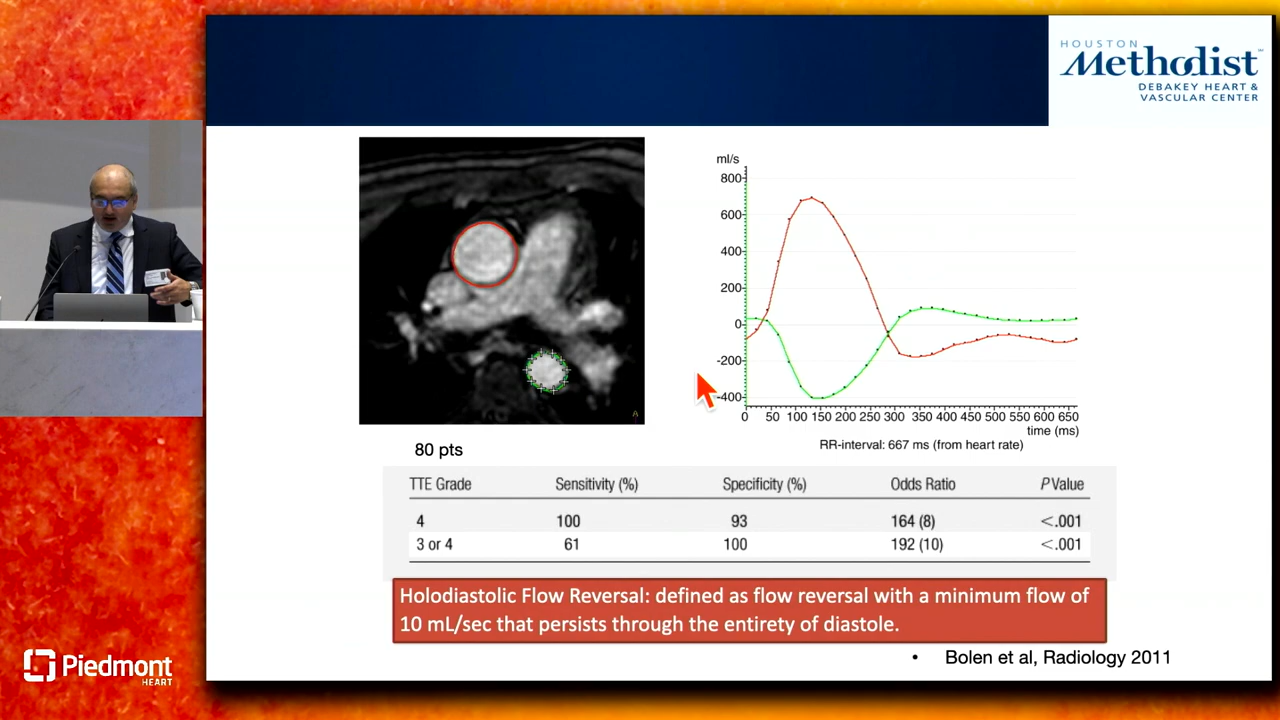 HOUSTON
Methodist
DEBAKEY HEART &
VASCULAR CENTER
ml/s
800
600
400
200
0
-200
-400
0 50 100 150 200 250 300 350 400 450 500 550 600 650
time (ms)
RR-interval: 667 ms (from heart rate)
A
80 pts
TTE Grade Sensitivity (%) Specificity (%) Odds Ratio P Value
4 100 93 164 (8) <.001
3 or 4 61 100 192 (10) <.001
Holodiastolic Flow Reversal: defined as flow reversal with a minimum flow of
10 mL/sec that persists through the entirety of diastole.
• Bolen et al, Radiology 2011
Piedmont
HEART